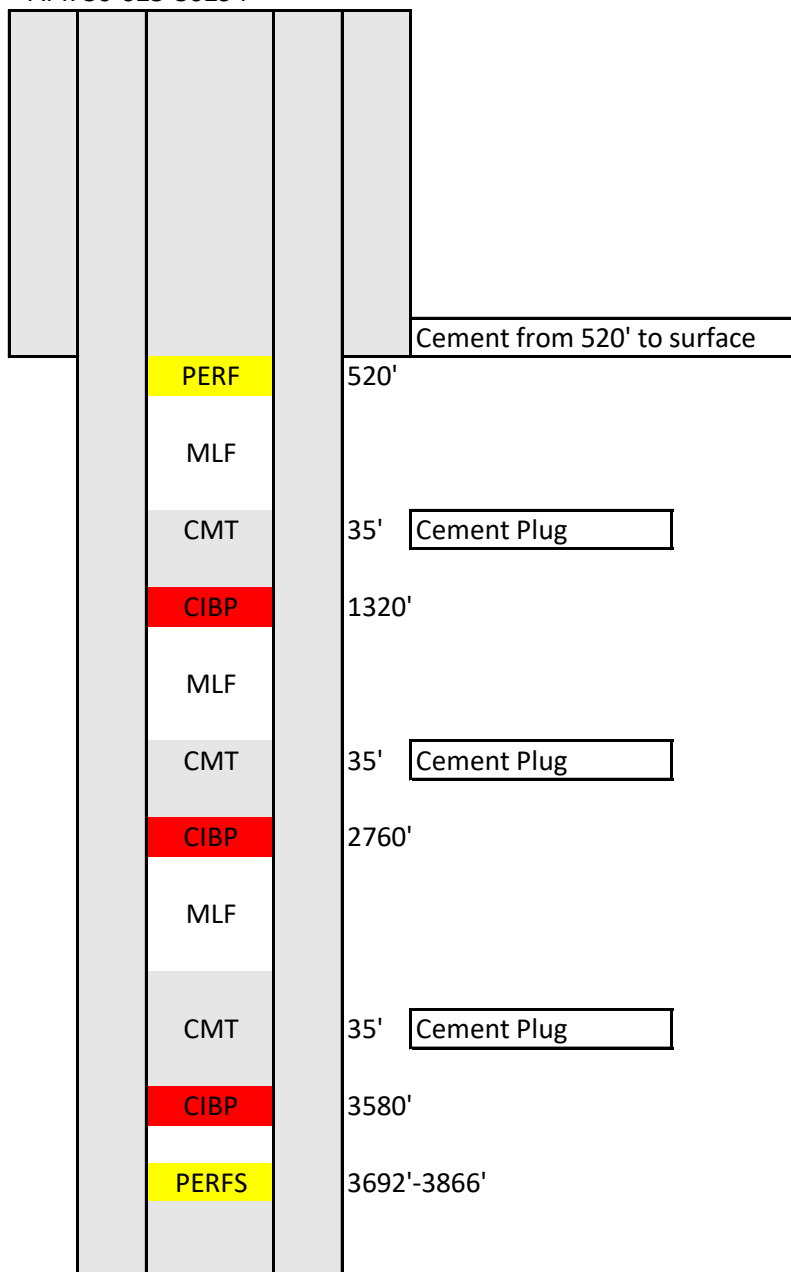 Cement from 520' to surface
PERF 520'
MLF
CMT 35' Cement Plug
CIBP 1320'
MLF
CMT 35' Cement Plug
CIBP 2760'
MLF
CMT 35' Cement Plug
CIBP 3580'
PERFS 3692'-3866'